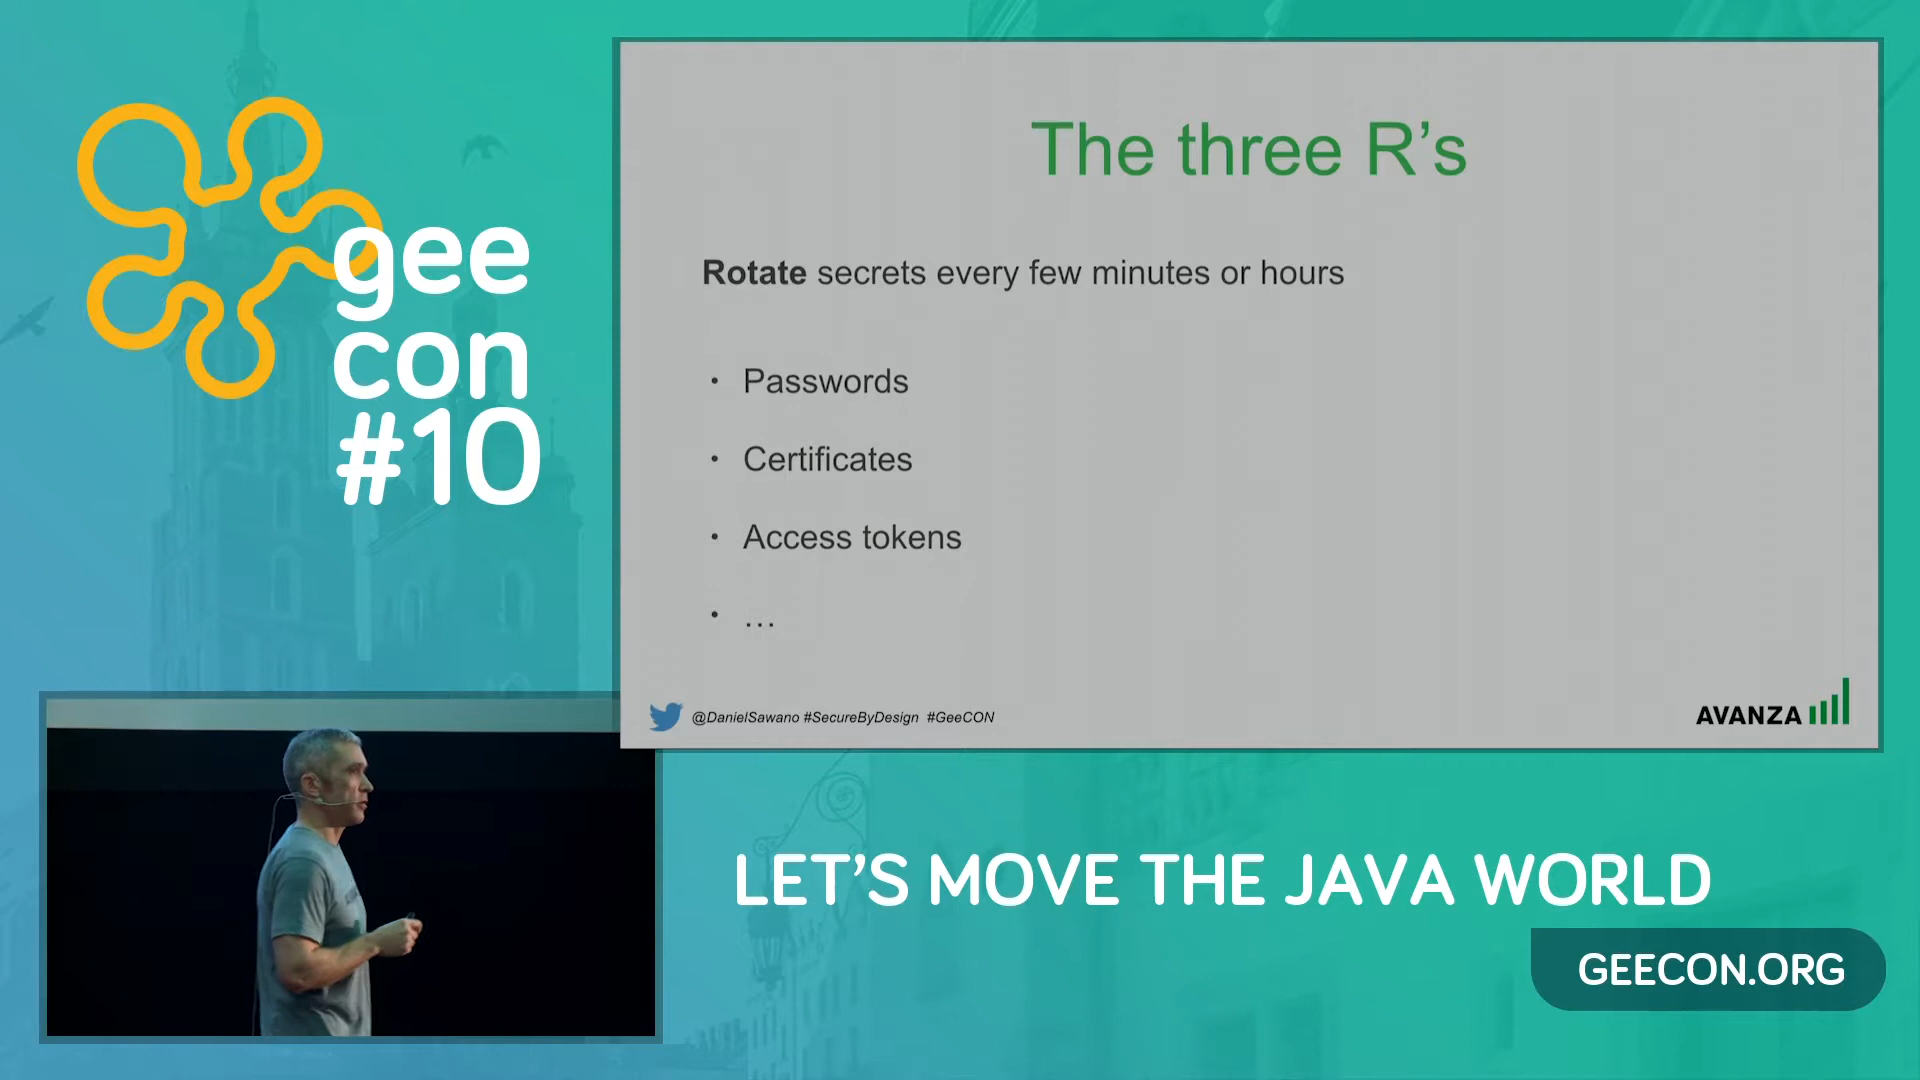 gee
con
#10
The three R’s
Rotate secrets every few minutes or hours
• Passwords
• Certificates
• Access tokens
• …
@DanielSawano #SecureByDesign #GeeCON
AVANZA
LET’S MOVE THE JAVA WORLD
GEECON.ORG